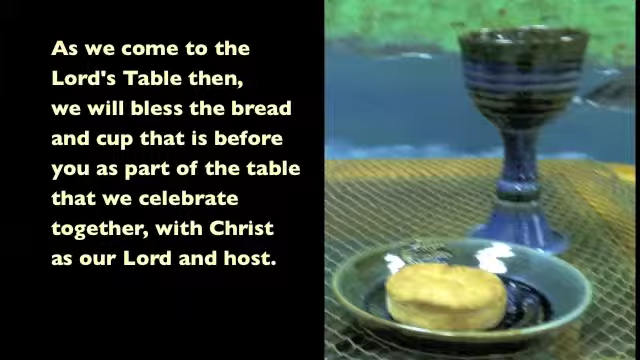 As we come to the
Lord's Table then,
we will bless the bread
and cup that is before
you as part of the table
that we celebrate
together, with Christ
as our Lord and host.